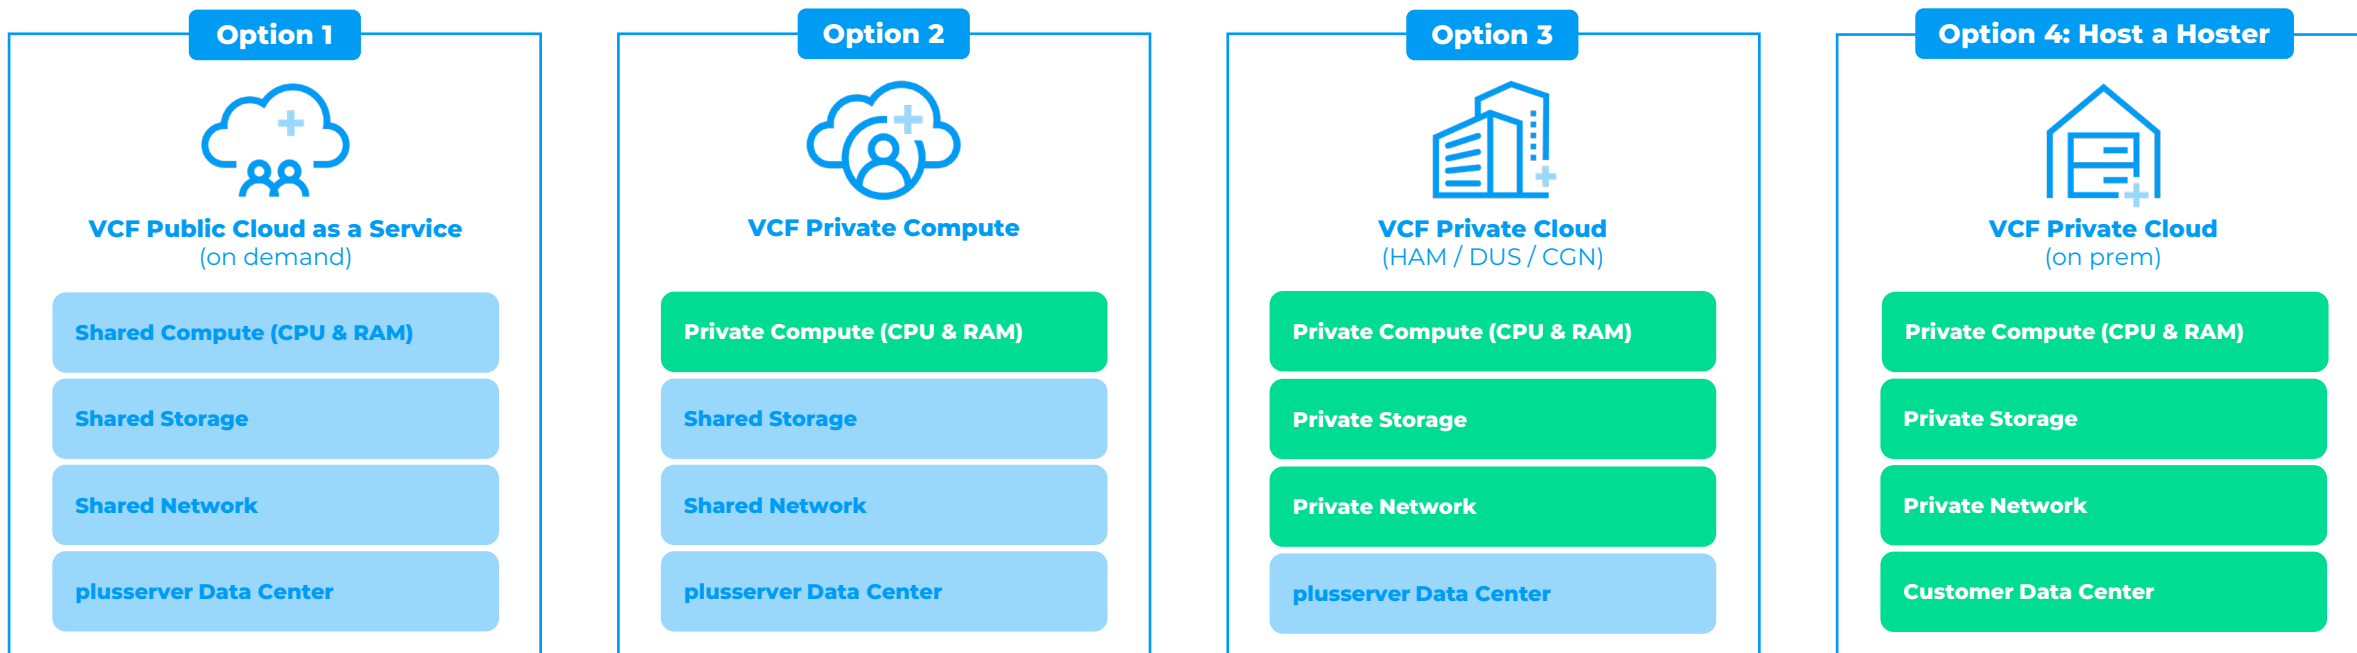 Option 1
VCF Public Cloud as a Service
(on demand)
Shared Compute (CPU & RAM)
Shared Storage
Shared Network
plusserver Data Center
Option 2
VCF Private Compute
Private Compute (CPU & RAM)
Shared Storage
Shared Network
plusserver Data Center
Option 3
VCF Private Cloud
(HAM / DUS / CGN)
Private Compute (CPU & RAM)
Private Storage
Private Network
plusserver Data Center
Option 4: Host a Hoster
VCF Private Cloud
(on prem)
Private Compute (CPU & RAM)
Private Storage
Private Network
Customer Data Center